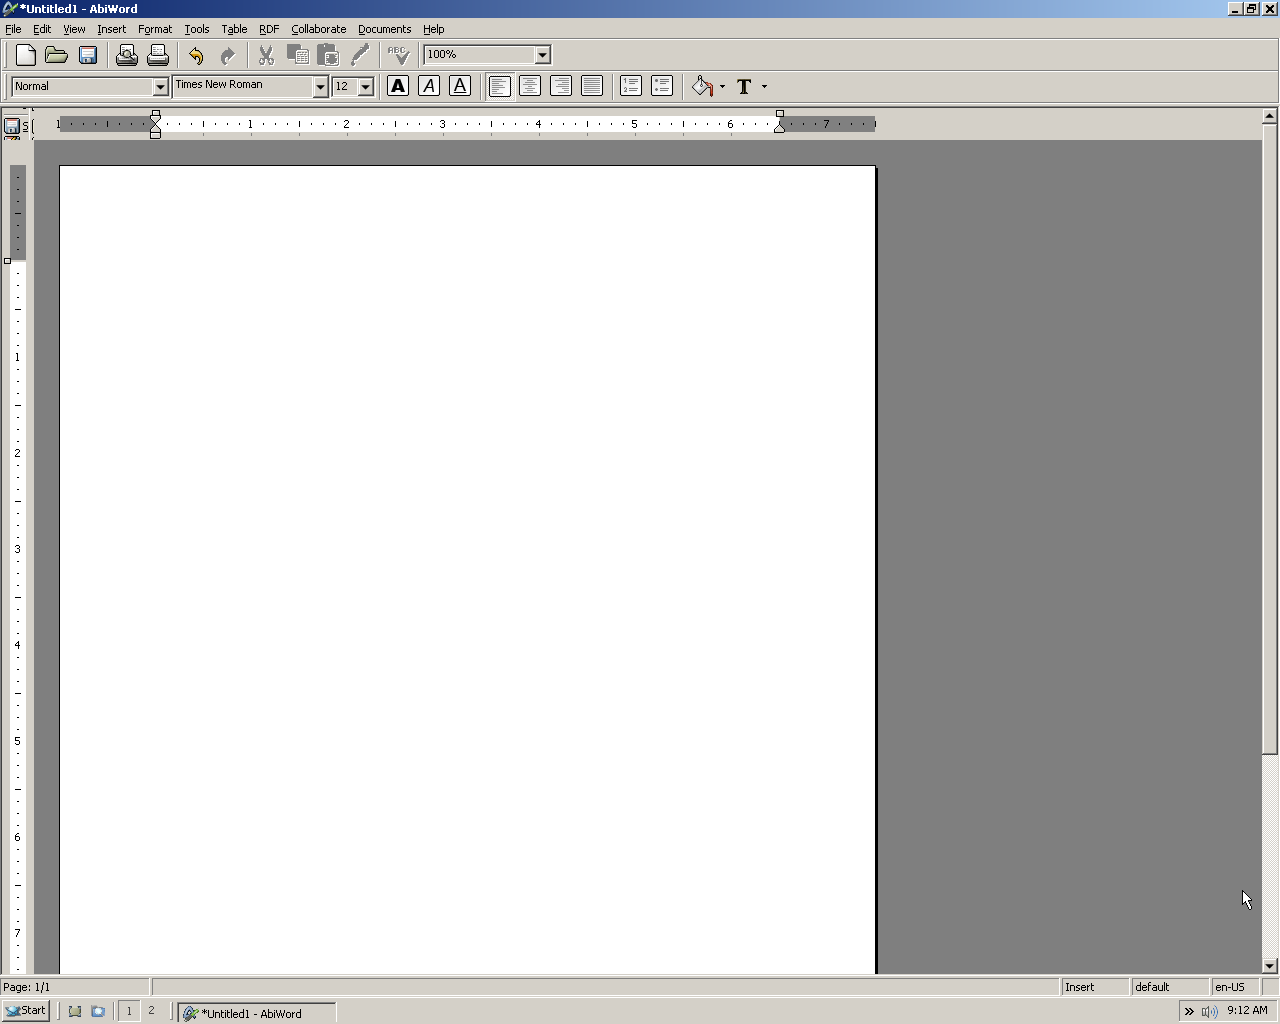 *Untitled1 - AbiWord
File Edit View Insert Format Tools Table RDF Collaborate Documents Help
ABC 100%
Normal Times New Roman 12 A A A T
1 1 2 3 4 5 6 7
1
2
3
4
5
6
7
Page: 1/1 Insert default en-US
Start 1 2 *Untitled1 - AbiWord » 9:12 AM